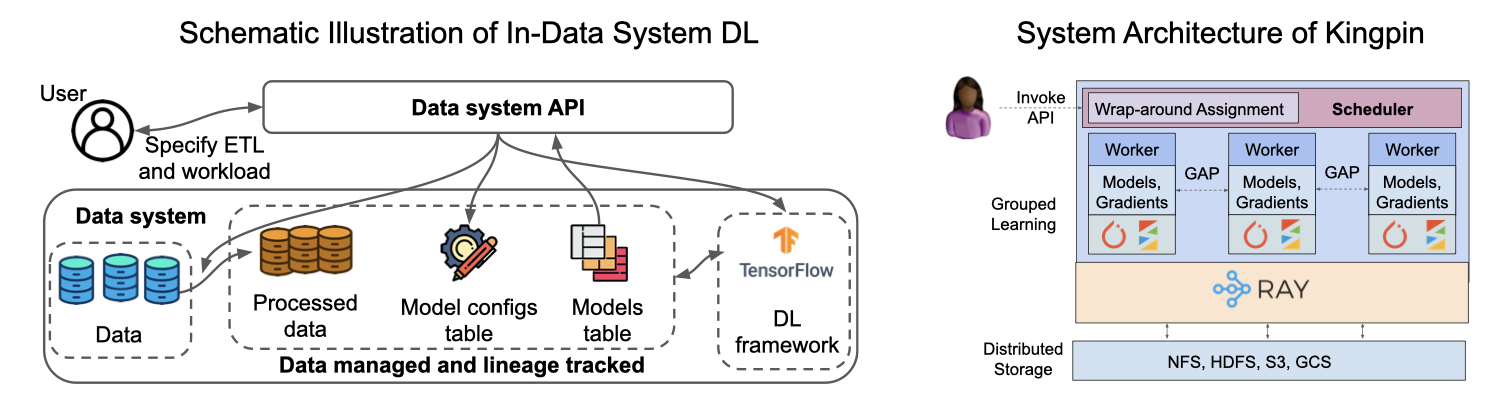 Schematic Illustration of In-Data System DL
User
Data system API
Specify ETL
and workload
Data system
Data
Processed
data
Model configs
table
Models
table
TensorFlow
DL
framework
Data managed and lineage tracked
System Architecture of Kingpin
Invoke
API
Wrap-around Assignment
Scheduler
Worker
Worker
Worker
GAP
GAP
Models,
Gradients
Models,
Gradients
Models,
Gradients
Grouped
Learning
RAY
Distributed
Storage
NFS, HDFS, S3, GCS